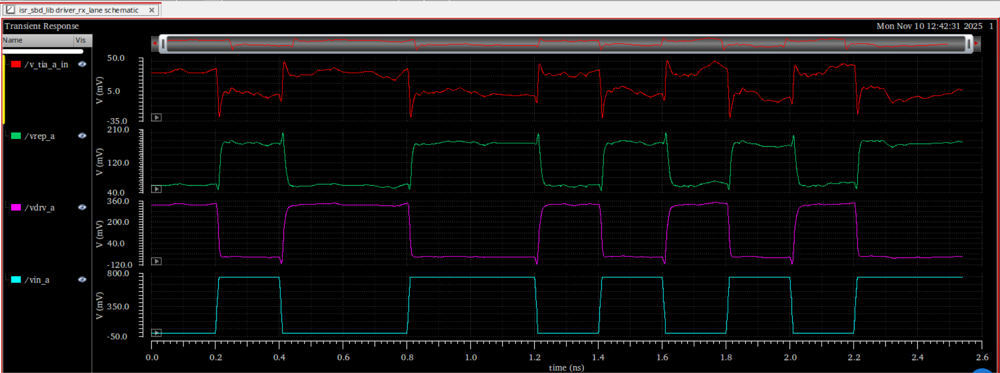 isr_sbd_lib driver_rx_lane schematic
Transient Response
Mon Nov 10 12:42:31 2025 1
Name Vis
/v_tia_a_in
V (mV)
50.0
5.0
-35.0
/vrep_a
V (mV)
210.0
120.0
40.0
/vdrv_a
V (mV)
360.0
200.0
40.0
-120.0
/vin_a
V (mV)
800.0
350.0
-50.0
0.0 0.2 0.4 0.6 0.8 1.0 1.2 1.4 1.6 1.8 2.0 2.2 2.4 2.6
time (ns)